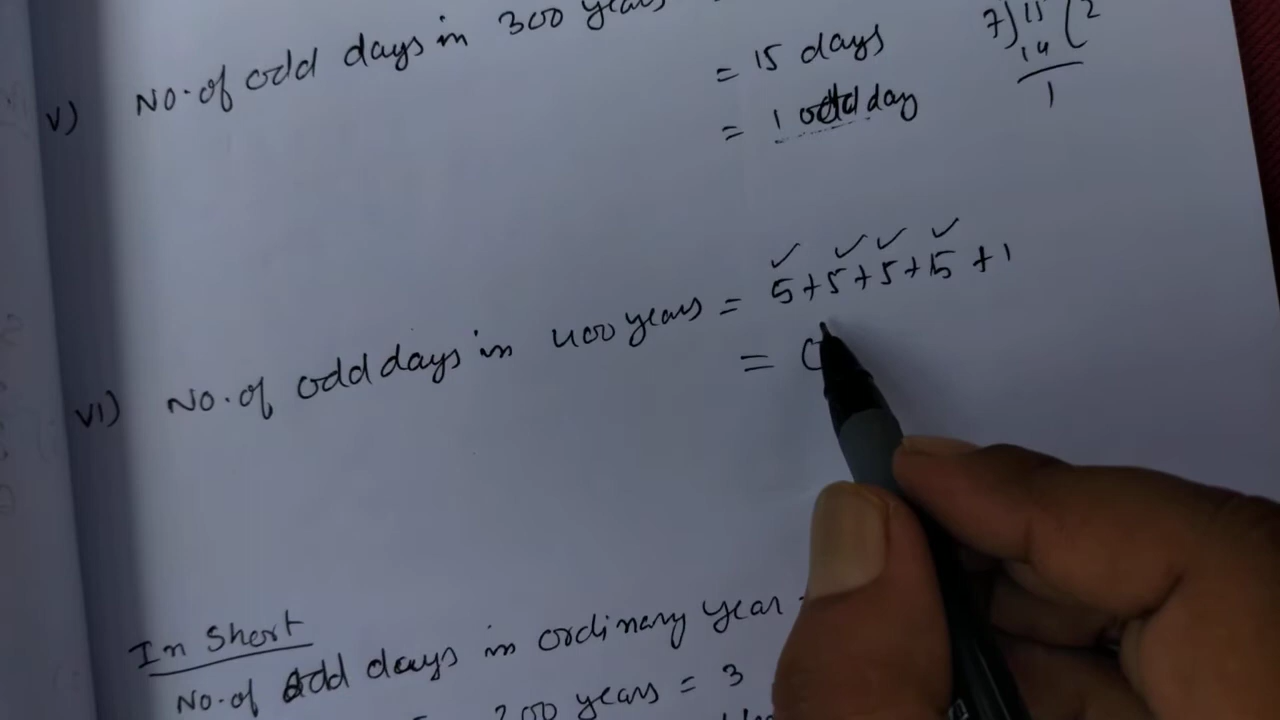 v) No. of odd days in 300 years
= 15 days
= 1 odd day
7)15(2
14
1
vi) No. of odd days in 400 years = 5+5+5+5+1
= 0
In Short
No. of Odd days in ordinary year
200 years = 3